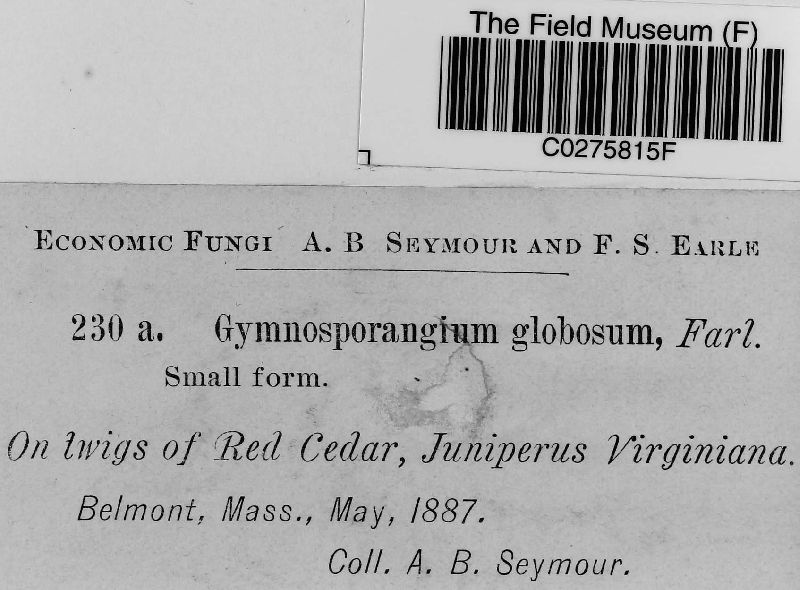 The Field Museum (F)
C0275815F
ECONOMIC FUNGI A. B SEYMOUR AND F. S. EARLE
230 a. Gymnosporangium globosum, Farl.
Small form.
On twigs of Red Cedar, Juniperus Virginiana.
Belmont, Mass., May, 1887.
Coll. A. B. Seymour.